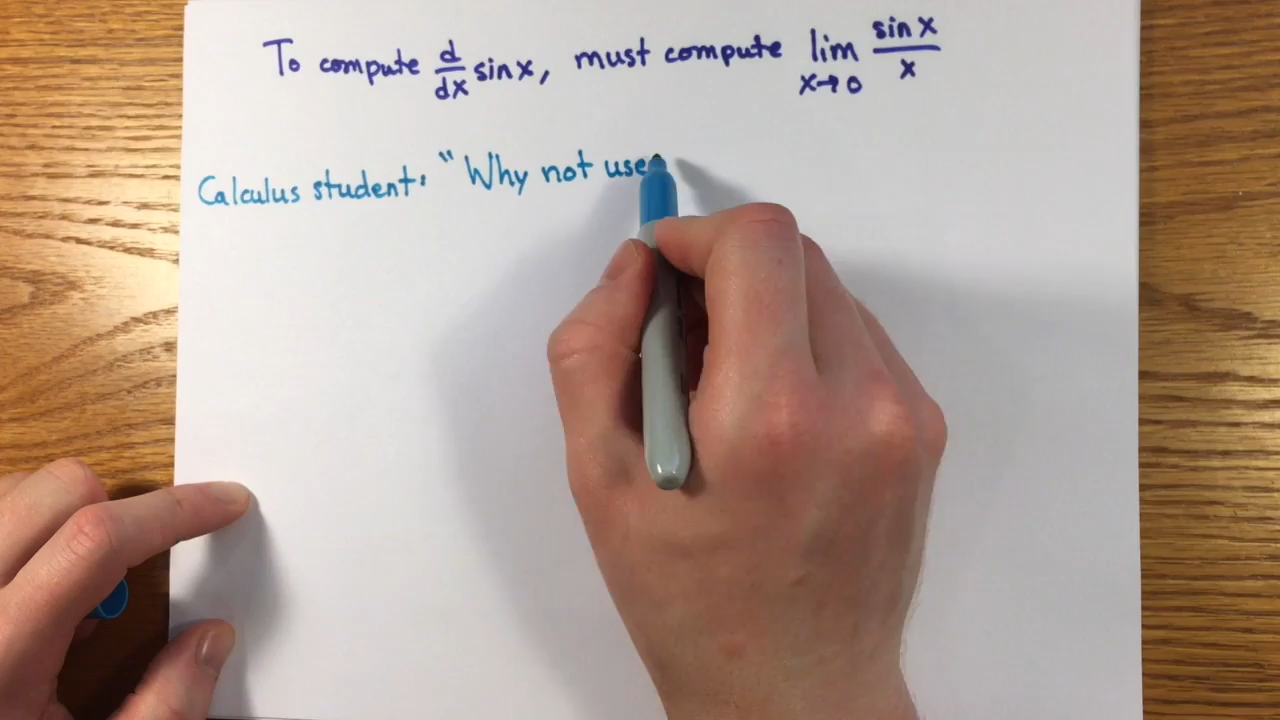 To compute d/dx sin x, must compute lim x→0 sin x / x
Calculus student: "Why not use